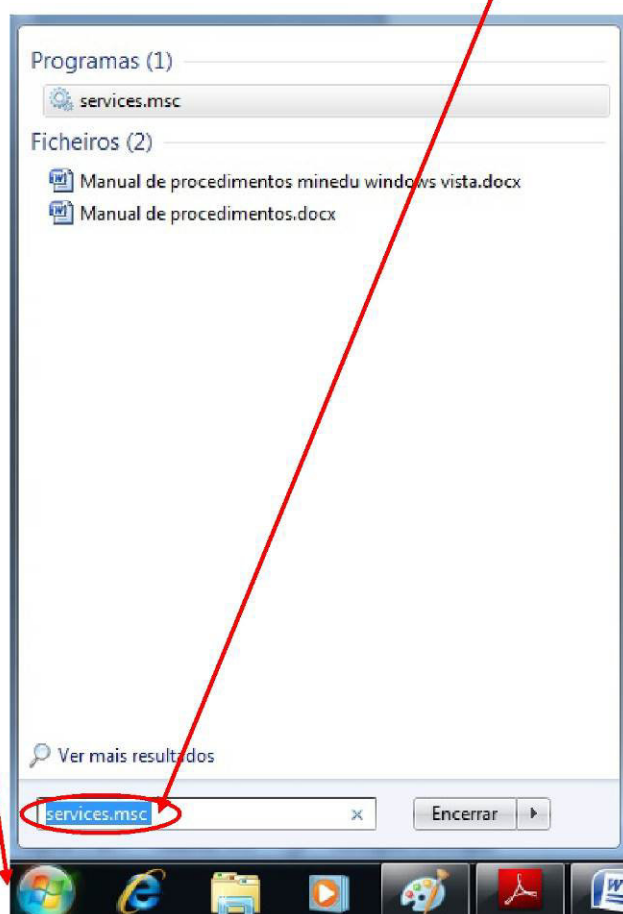 Programas (1)
services.msc
Ficheiros (2)
Manual de procedimentos minedu windows vista.docx
Manual de procedimentos.docx
Ver mais resultados
services.msc
Encerrar